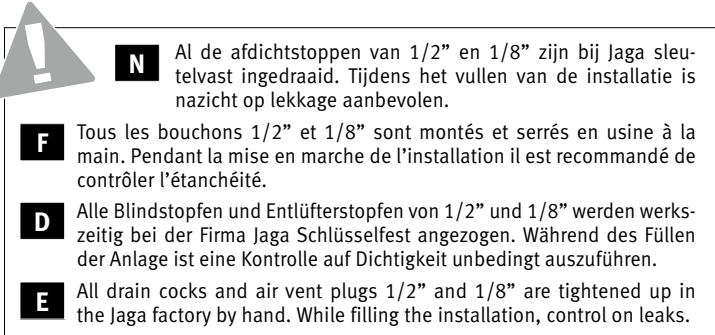 !
N Al de afdichtstoppen van 1/2” en 1/8” zijn bij Jaga sleu-
telvast ingedraaid. Tijdens het vullen van de installatie is
nazicht op lekkage aanbevolen.
F Tous les bouchons 1/2” et 1/8” sont montés et serrés en usine à la
main. Pendant la mise en marche de l’installation il est recommandé de
contrôler l’étanchéité.
D Alle Blindstopfen und Entlüfterstopfen von 1/2” und 1/8” werden werks-
zeitig bei der Firma Jaga Schlüsselfest angezogen. Während des Füllen
der Anlage ist eine Kontrolle auf Dichtigkeit unbedingt auszuführen.
E All drain cocks and air vent plugs 1/2” and 1/8” are tightened up in
the Jaga factory by hand. While filling the installation, control on leaks.